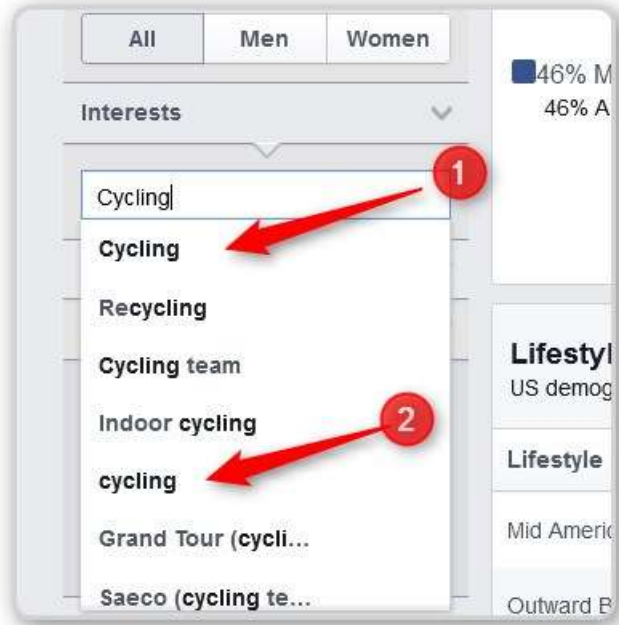 All Men Women
46% M
46% A
Interests
1
Cycling
Cycling
Recycling
Cycling team
Indoor cycling
2
cycling
Grand Tour (cycli...
Saeco (cycling te...
Lifestyl
US demog
Lifestyle
Mid Americ
Outward B